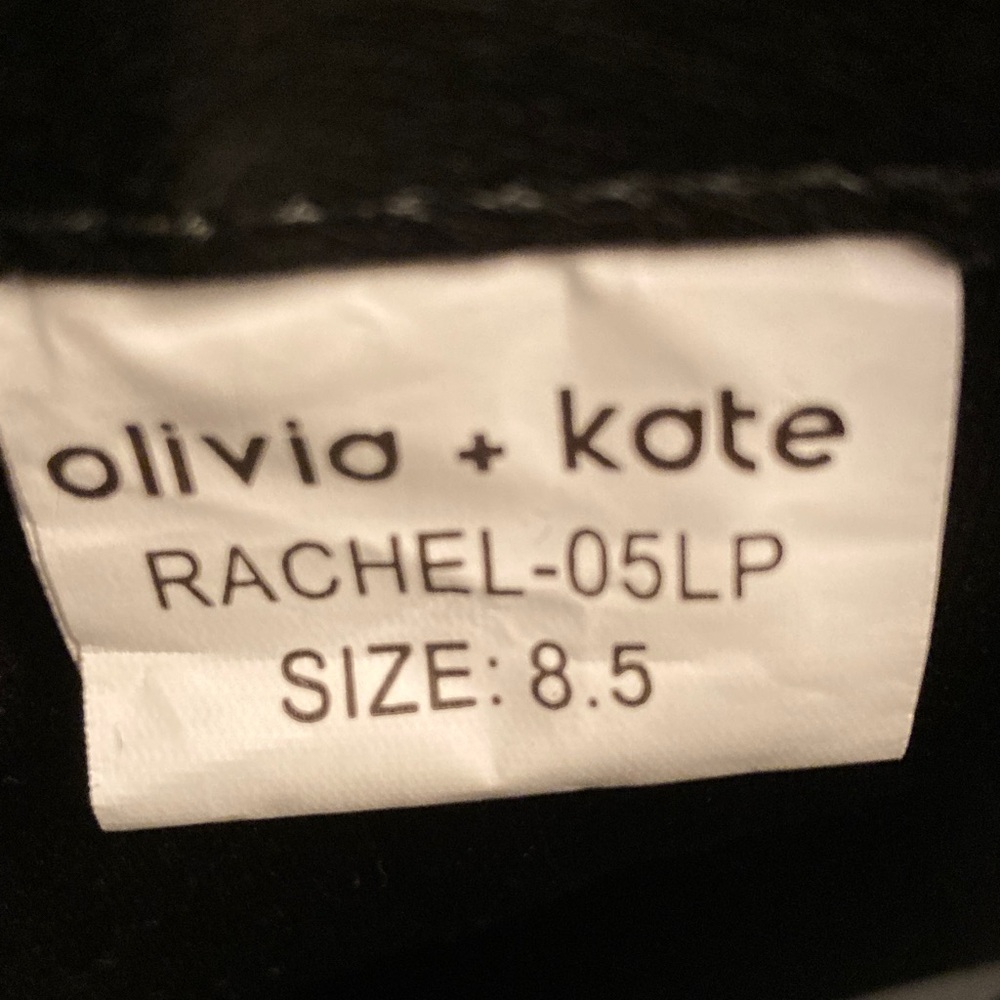 olivia + kate
RACHEL-05LP
SIZE: 8.5